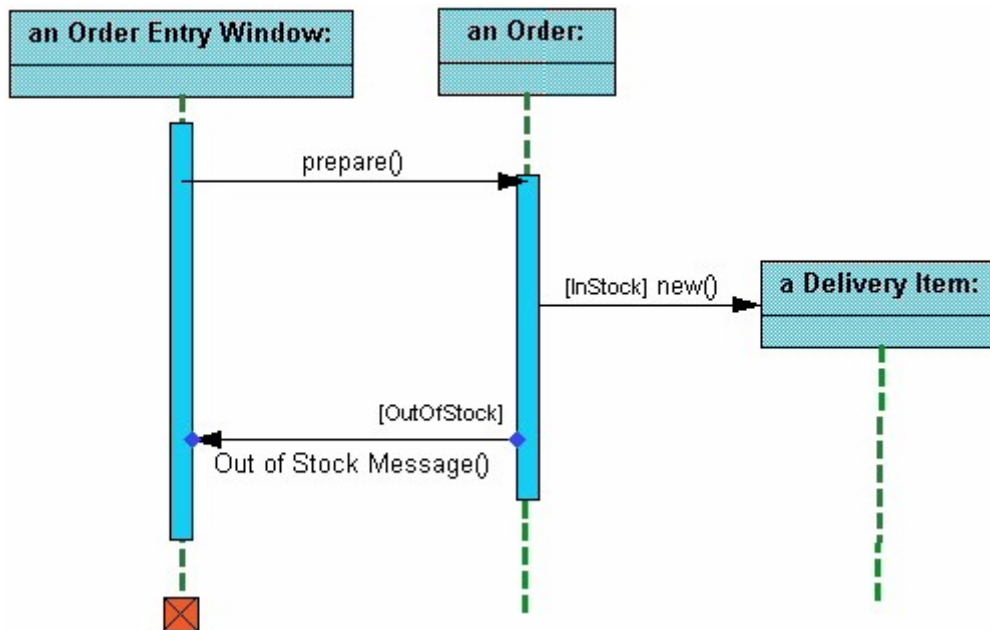 an Order Entry Window:
an Order:
prepare()
[InStock] new()
a Delivery Item:
[OutOfStock]
Out of Stock Message()